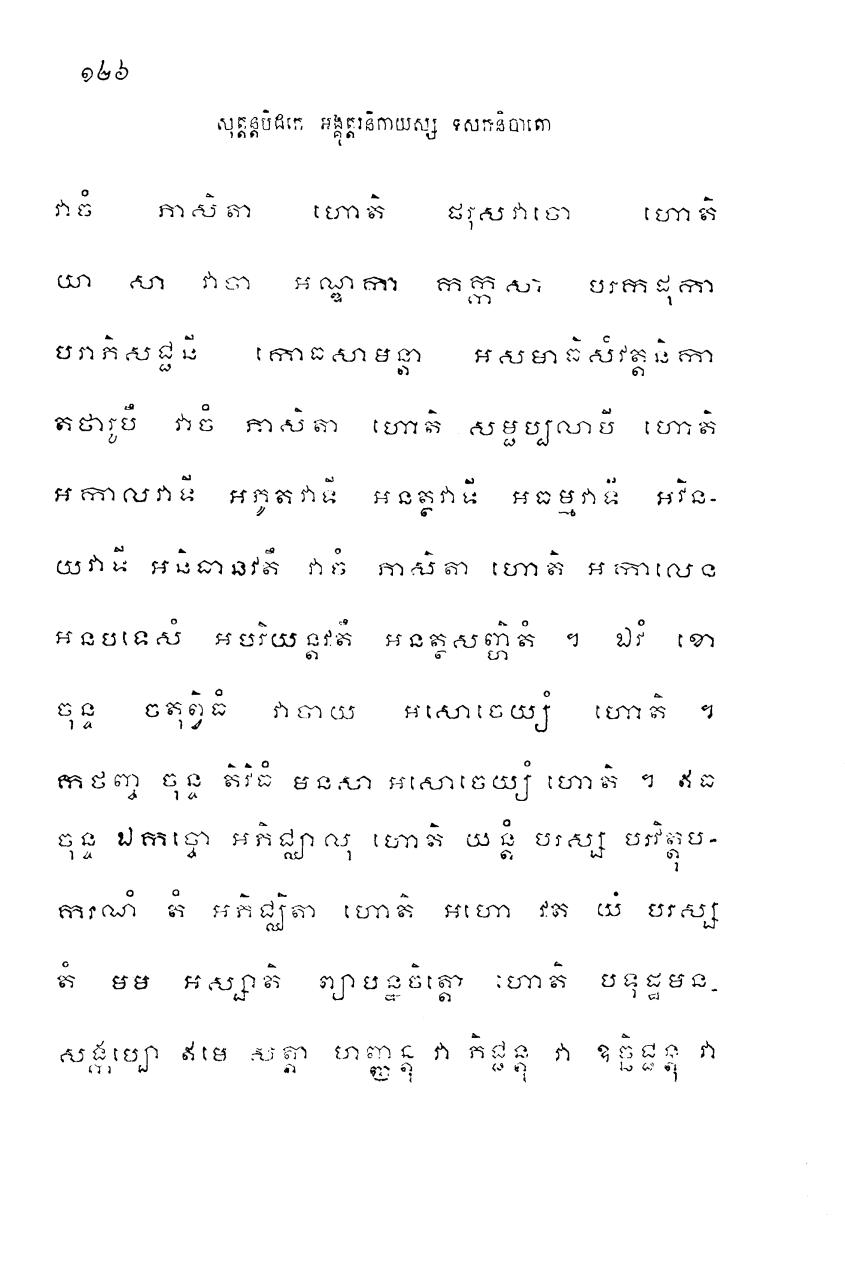 ១២៦
សុត្តន្តបិដកេ អង្គុត្តរនិកាយស្ស ទសកនិបាតោ
វាចំ ភាសិតា ហោតិ ផរុសវាចោ ហោតិ
យា សា វាចា អណ្ឌកា កក្កសា បរកដុកា
បរាភិសជ្ជនី កោធសាមន្តា អសមាធិសំវត្តនិកា
តថារូបឹ វាចំ ភាសិតា ហោតិ សម្ផប្បលាបី ហោតិ
អកាលវាទី អភូតវាទី អនត្ថវាទី អធម្មវាទី អវិន-
យវាទី អនិធានវតឹ វាចំ ភាសិតា ហោតិ អកាលេន
អនបទេសំ អបរិយន្តវតឹ អនត្ថសញ្ហិតំ ។ ឯវំ ខោ
ចុន្ទ ចតុព្វិធំ វាចាយ អសោចេយ្យំ ហោតិ ។
កថញ្ច ចុន្ទ តិវិធំ មនសា អសោចេយ្យំ ហោតិ ។ ឥធ
ចុន្ទ ឯកច្ចោ អភិជ្ឈាលុ ហោតិ យន្តំ បរស្ស បរវិត្តុប-
ករណំ តំ អភិជ្ឈិតា ហោតិ អហោ វត យំ បរស្ស
តំ មម អស្សាតិ ព្យាបន្នចិត្តោ ហោតិ បទុដ្ឋមន-
សង្កប្បោ ឥមេ សត្តា ហញ្ញន្តុ វា ភិជ្ជន្តុ វា ឧច្ឆិជ្ជន្តុ វា